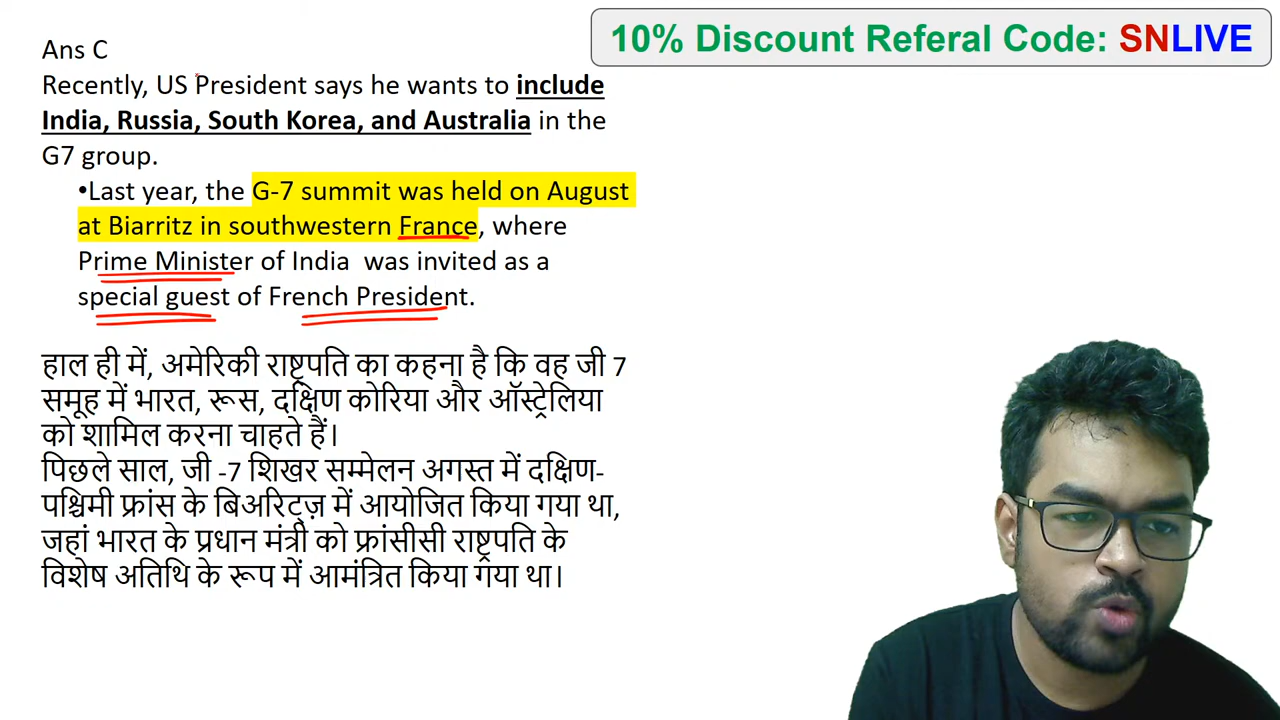 10% Discount Referal Code: SNLIVE
Ans C
Recently, US President says he wants to include
India, Russia, South Korea, and Australia in the
G7 group.
•Last year, the G-7 summit was held on August
at Biarritz in southwestern France, where
Prime Minister of India was invited as a
special guest of French President.
हाल ही में, अमेरिकी राष्ट्रपति का कहना है कि वह जी 7
समूह में भारत, रूस, दक्षिण कोरिया और ऑस्ट्रेलिया
को शामिल करना चाहते हैं।
पिछले साल, जी -7 शिखर सम्मेलन अगस्त में दक्षिण-
पश्चिमी फ्रांस के बिअरिट्ज़ में आयोजित किया गया था,
जहां भारत के प्रधान मंत्री को फ्रांसीसी राष्ट्रपति के
विशेष अतिथि के रूप में आमंत्रित किया गया था।